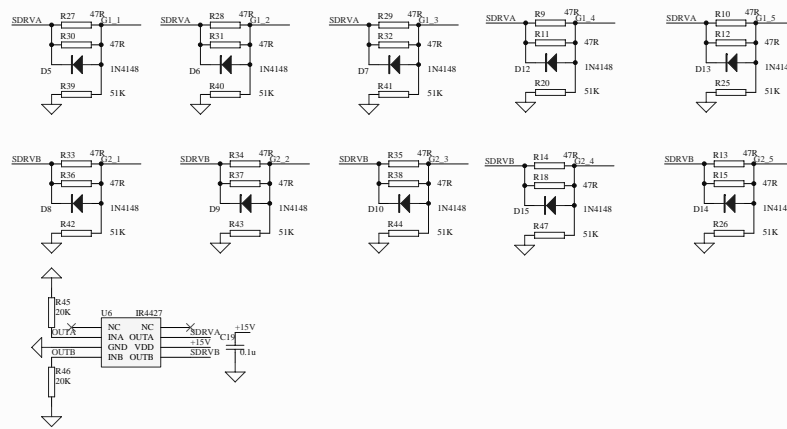 SDRVA R27 47R G1_1
R30 47R
D5 1N4148
R39 51K
SDRVA R28 47R G1_2
R31 47R
D6 1N4148
R40 51K
SDRVA R29 47R G1_3
R32 47R
D7 1N4148
R41 51K
SDRVA R9 47R G1_4
R11 47R
D12 1N4148
R20 51K
SDRVA R10 47R G1_5
R12 47R
D13 1N414
R25 51K
SDRVB R33 47R G2_1
R36 47R
D8 1N4148
R42 51K
SDRVB R34 47R G2_2
R37 47R
D9 1N4148
R43 51K
SDRVB R35 47R G2_3
R38 47R
D10 1N4148
R44 51K
SDRVB R14 47R G2_4
R18 47R
D15 1N4148
R47 51K
SDRVB R13 47R G2_5
R15 47R
D14 1N414
R26 51K
R45
20K
U6 IR4427
NC NC
OUTA INA OUTA SDRVA
GND VDD +15V
OUTB INB OUTB SDRVB
R46
20K
+15V
C19
0.1u